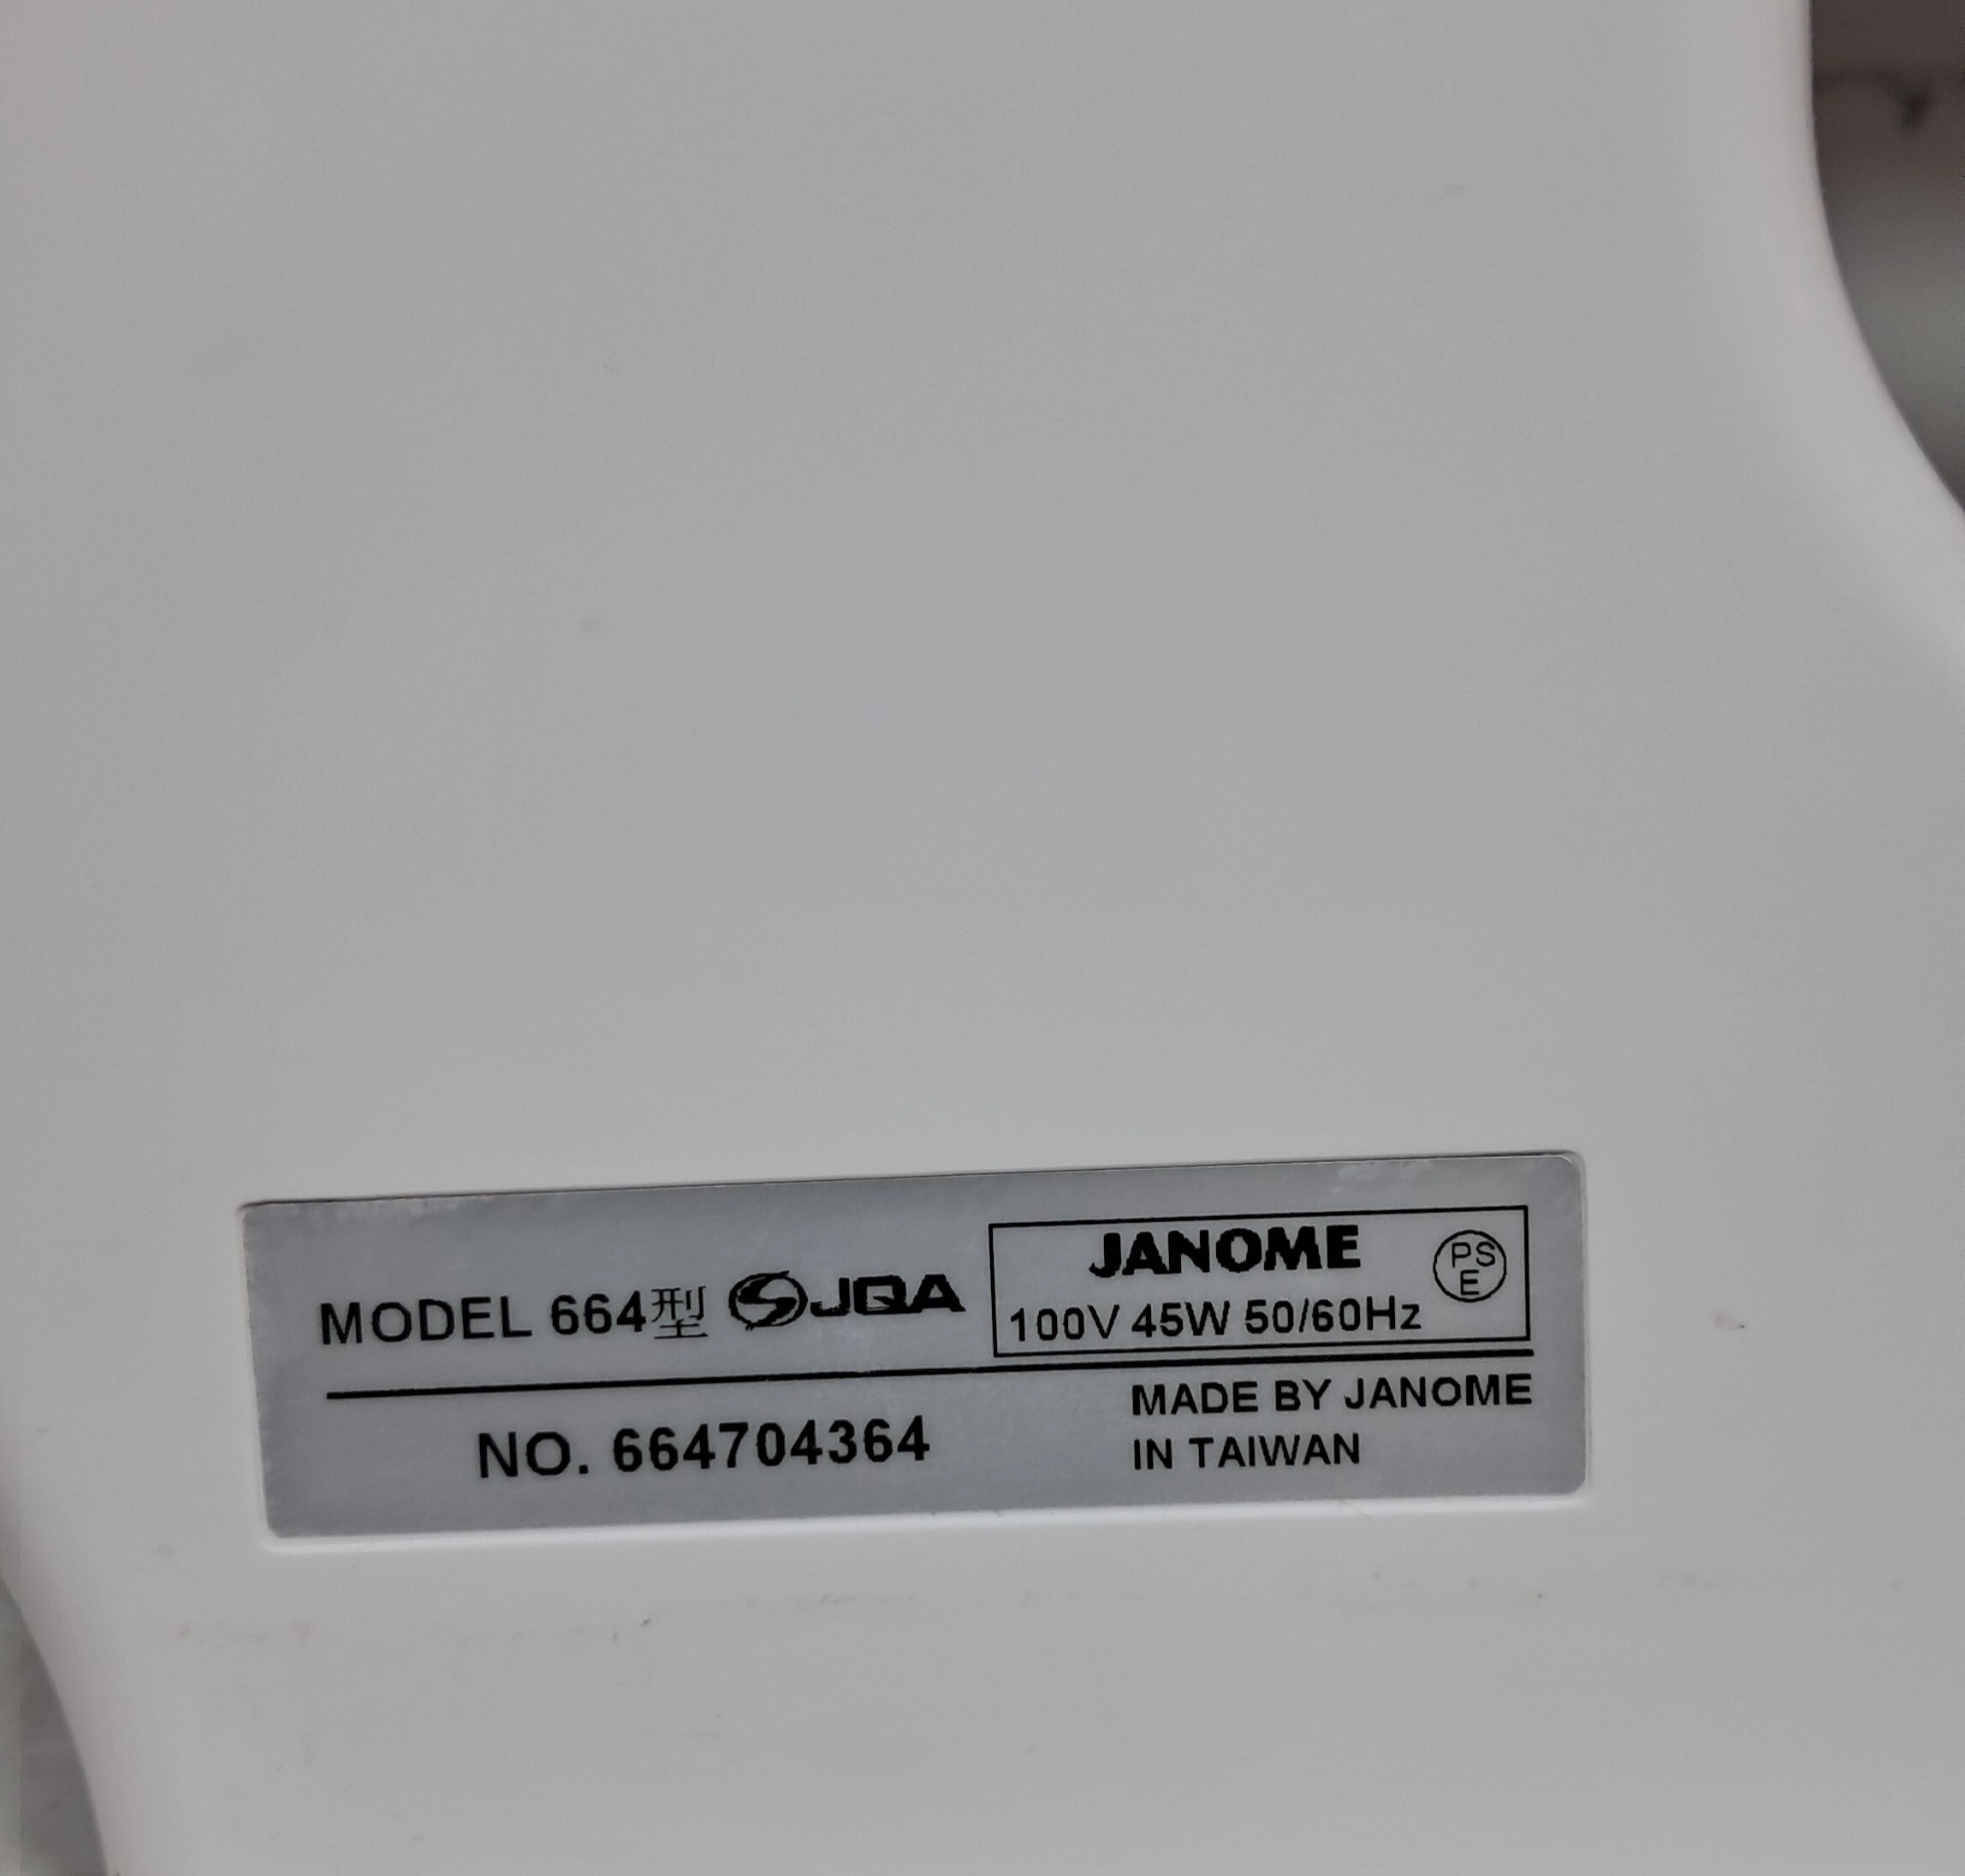 MODEL 664型 JQA
JANOME
PS
E
100V 45W 50/60Hz
NO. 664704364
MADE BY JANOME
IN TAIWAN